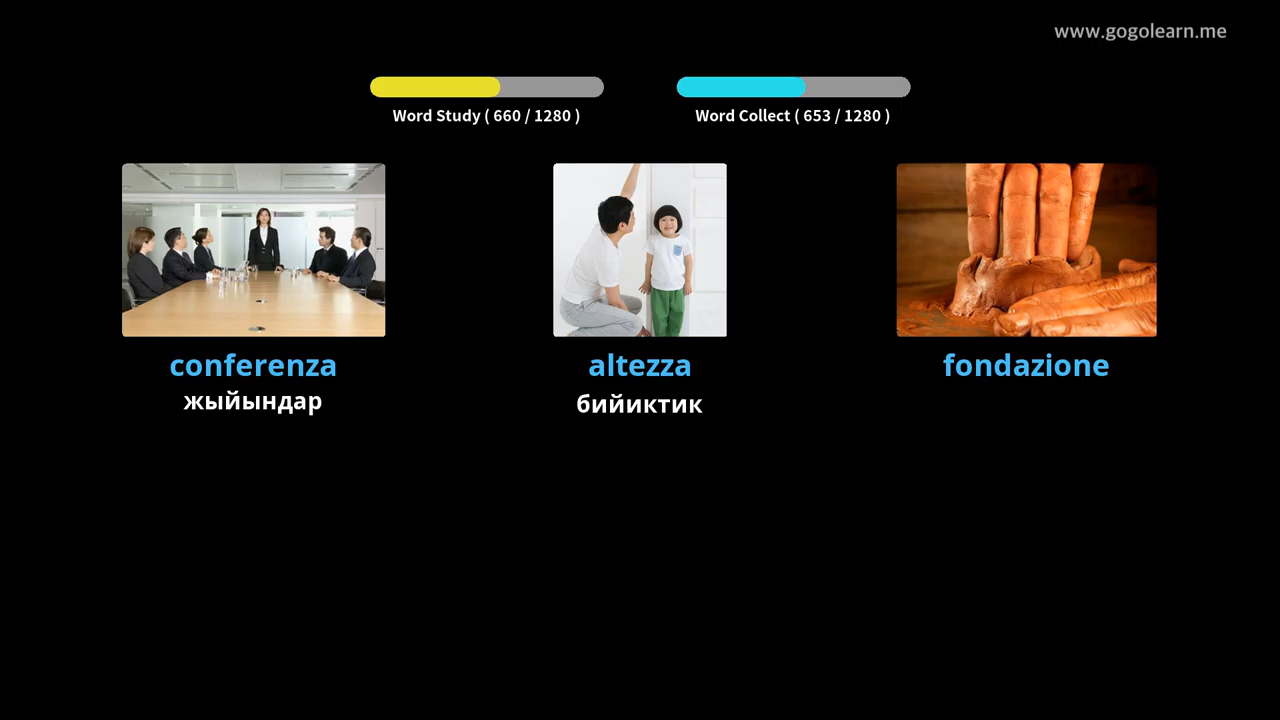 www.gogolearn.me
Word Study ( 660 / 1280 )
Word Collect ( 653 / 1280 )
conferenza
жыйындар
altezza
бийиктик
fondazione